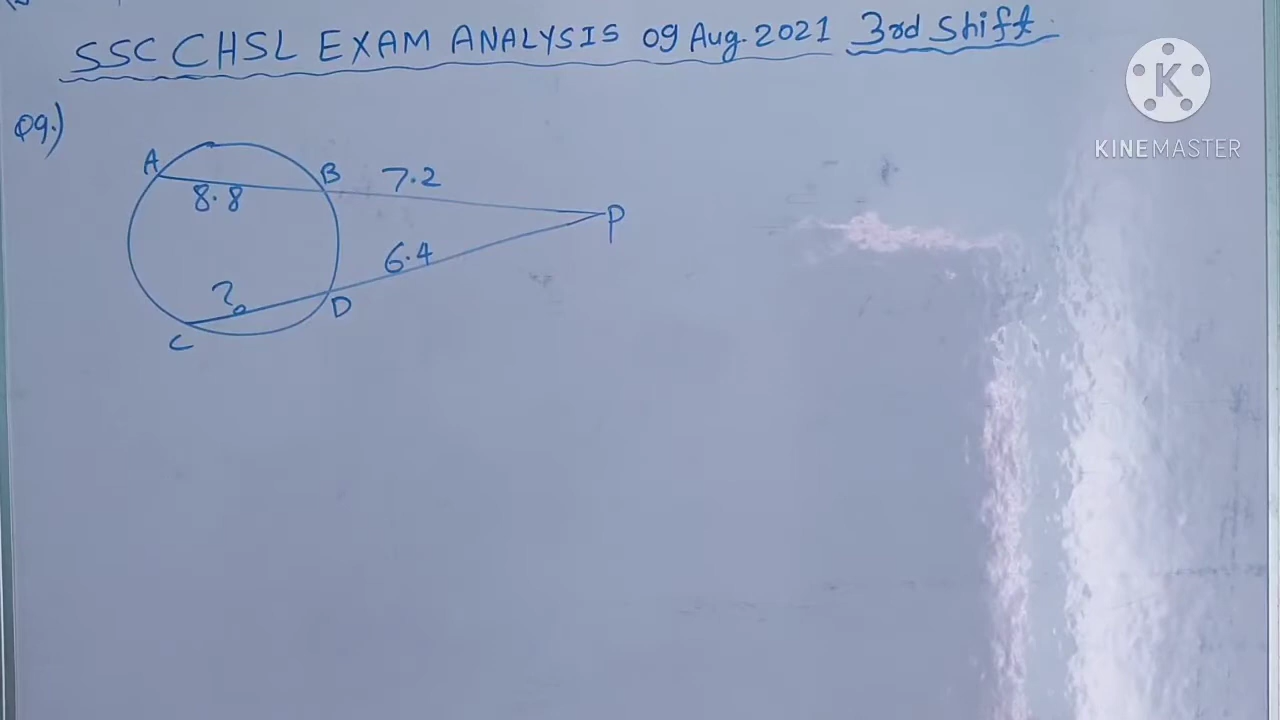 SSC CHSL EXAM ANALYSIS 09 Aug. 2021 3rd Shift
K
KINEMASTER
Q9.)
A
B
7.2
8.8
P
6.4
?
D
C